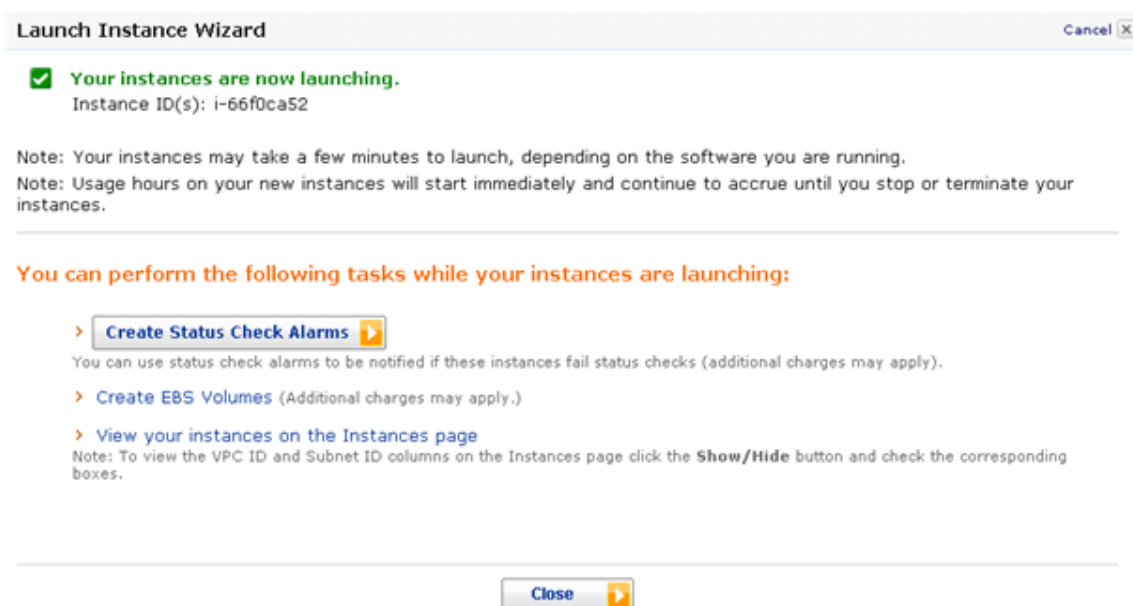 Launch Instance Wizard
Cancel
Your instances are now launching.
Instance ID(s): i-66f0ca52
Note: Your instances may take a few minutes to launch, depending on the software you are running.
Note: Usage hours on your new instances will start immediately and continue to accrue until you stop or terminate your
instances.
You can perform the following tasks while your instances are launching:
Create Status Check Alarms
You can use status check alarms to be notified if these instances fail status checks (additional charges may apply).
Create EBS Volumes (Additional charges may apply.)
View your instances on the Instances page
Note: To view the VPC ID and Subnet ID columns on the Instances page click the Show/Hide button and check the corresponding
boxes.
Close